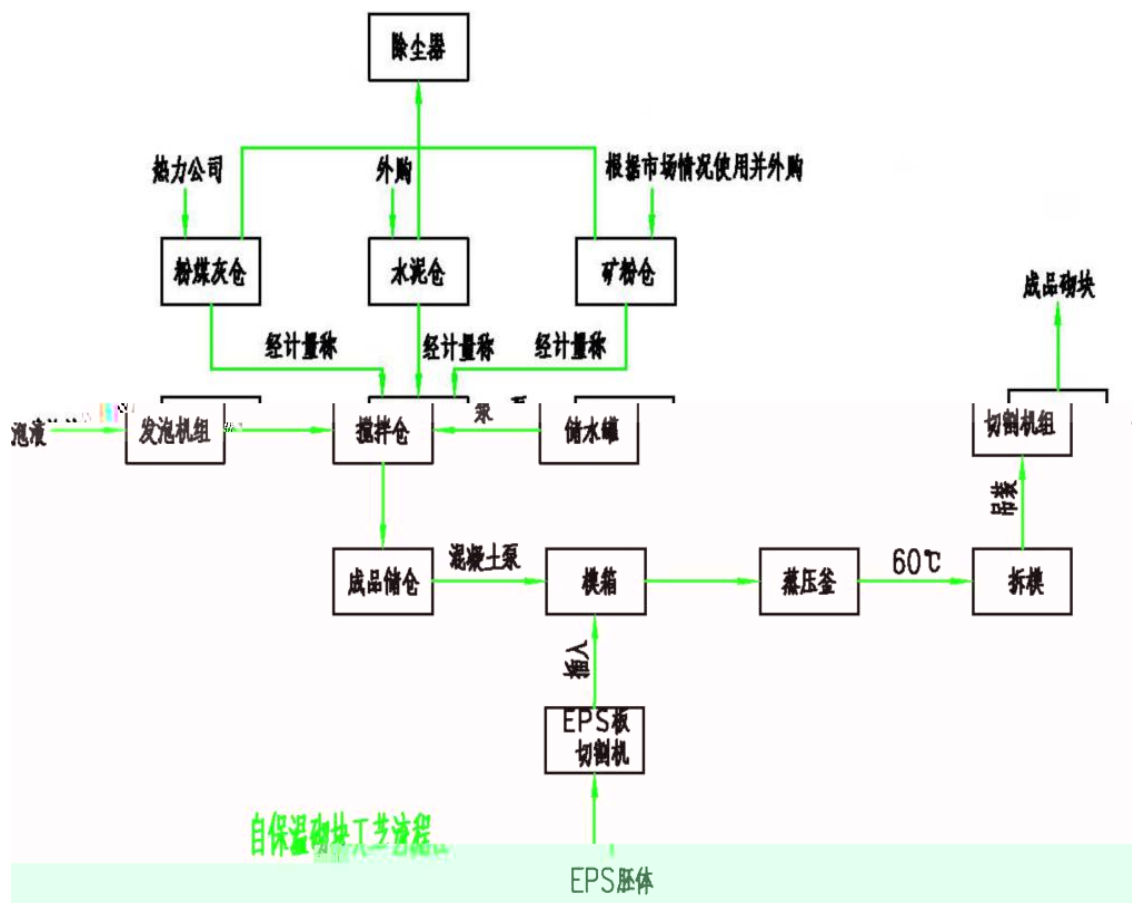 除尘器
热力公司
外购
根据市场情况使用并外购
粉煤灰仓
水泥仓
矿粉仓
成品砌块
经计量称
经计量称
经计量称
泡液
发泡机组
搅拌仓
泵
储水罐
切割机组
吊装
成品储仓
混凝土泵
模箱
蒸压釜
60℃
拆模
插入
EPS板
切割机
自保温砌块工艺流程
EPS胚体